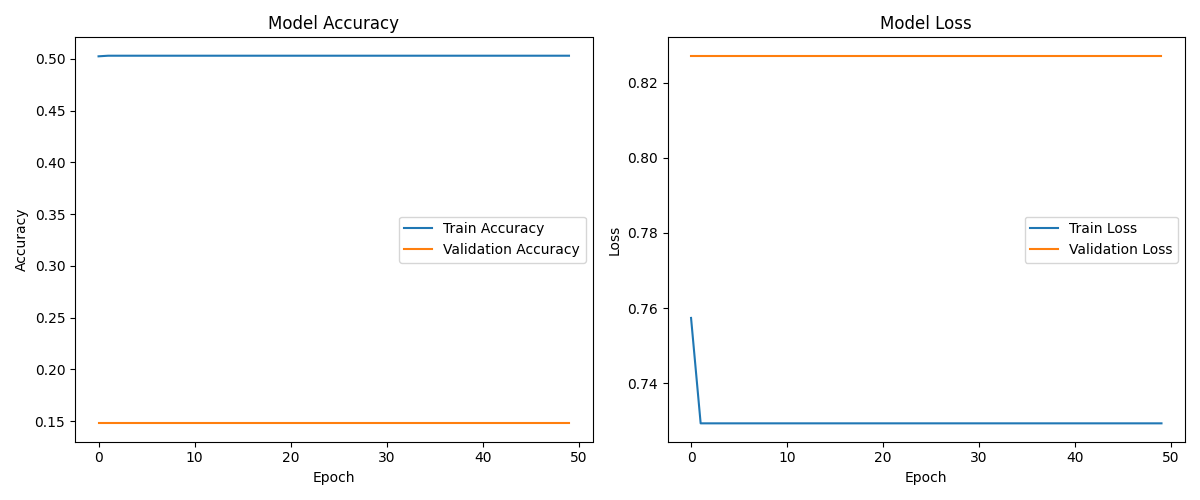 Model Accuracy
0.50
0.45
0.40
0.35
0.30
0.25
0.20
0.15
Accuracy
Train Accuracy
Validation Accuracy
0 10 20 30 40 50
Epoch
Model Loss
0.82
0.80
0.78
0.76
0.74
Loss
Train Loss
Validation Loss
0 10 20 30 40 50
Epoch